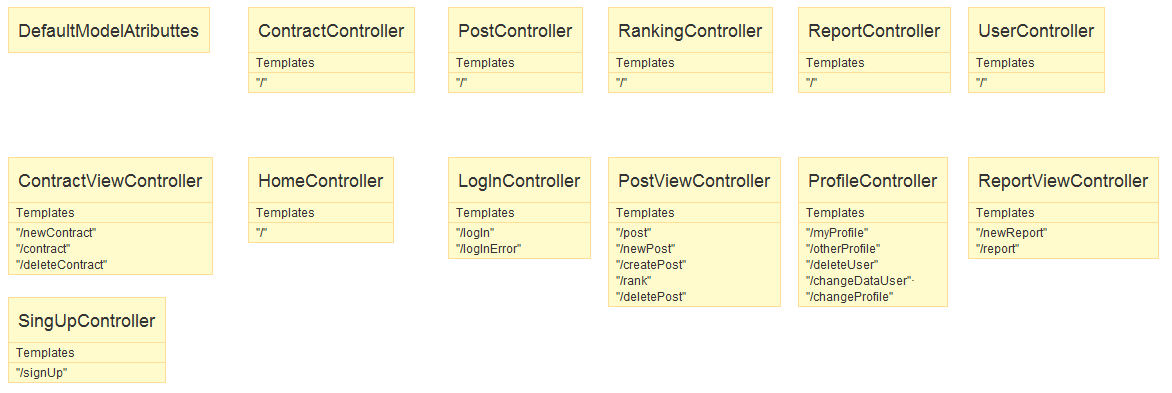 DefaultModelAtributtes
ContractController
Templates
"/"
PostController
Templates
"/"
RankingController
Templates
"/"
ReportController
Templates
"/"
UserController
Templates
"/"
ContractViewController
Templates
"/newContract"
"/contract"
"/deleteContract"
HomeController
Templates
"/"
LogInController
Templates
"/logIn"
"/logInError"
PostViewController
Templates
"/post"
"/newPost"
"/createPost"
"/rank"
"/deletePost"
ProfileController
Templates
"/myProfile"
"/otherProfile"
"/deleteUser"
"/changeDataUser"-
"/changeProfile"
ReportViewController
Templates
"/newReport"
"/report"
SingUpController
Templates
"/signUp"